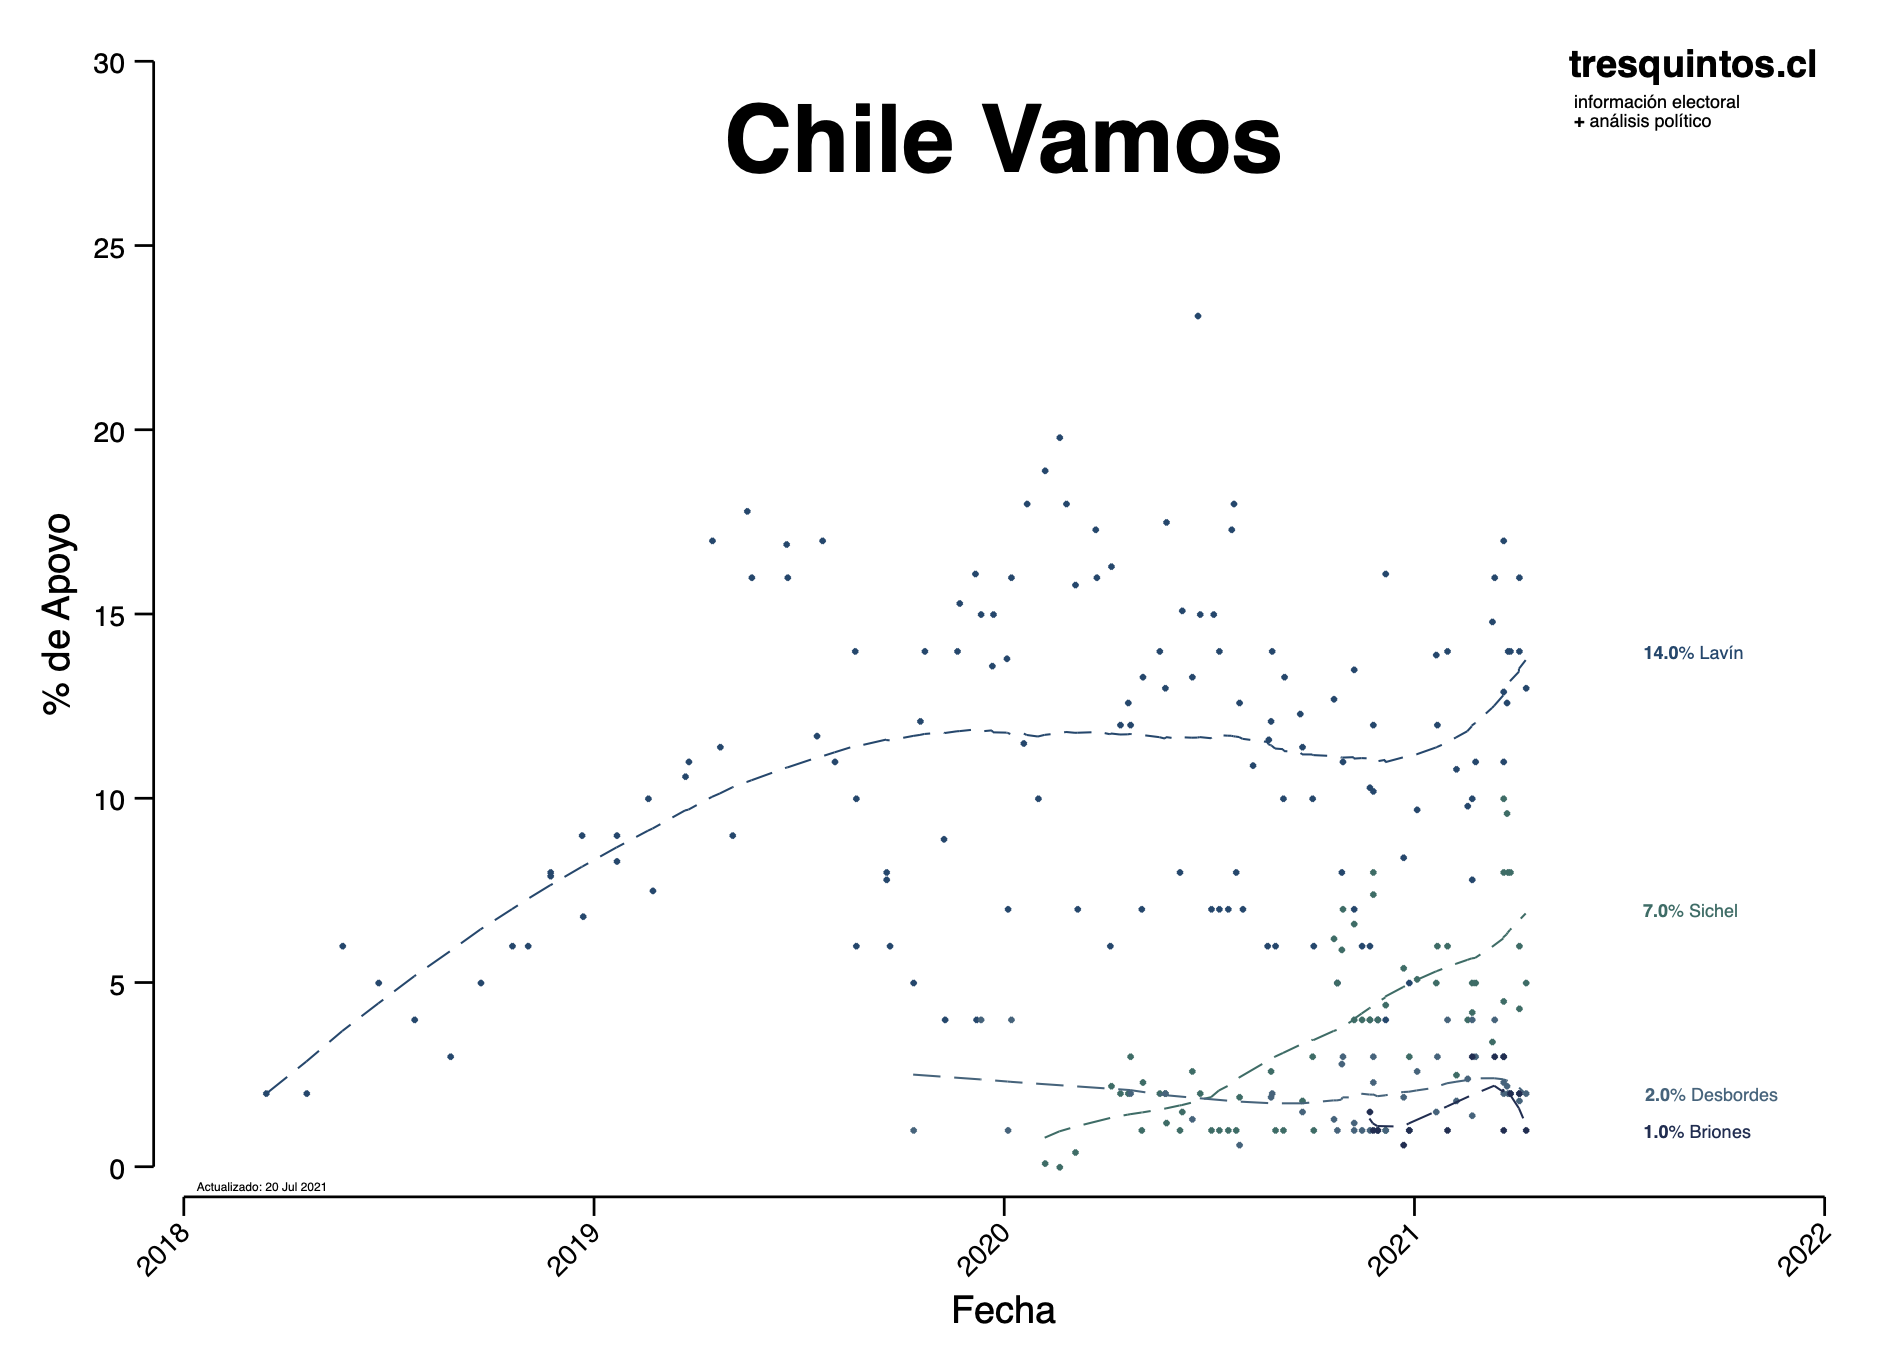 tresquintos.cl
información electoral
+ análisis político
Chile Vamos
% de Apoyo
30
25
20
15
10
5
0
14.0% Lavín
7.0% Sichel
2.0% Desbordes
1.0% Briones
Actualizado: 20 Jul 2021
2018
2019
2020
2021
2022
Fecha